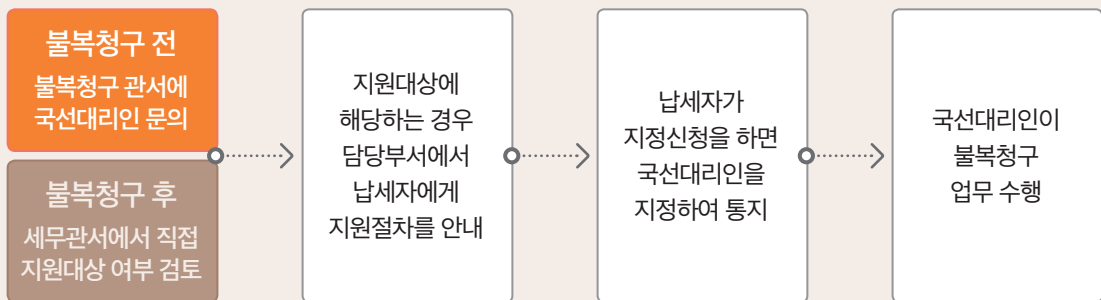 불복청구 전
불복청구 관서에
국선대리인 문의
불복청구 후
세무관서에서 직접
지원대상 여부 검토
지원대상에
해당하는 경우
담당부서에서
납세자에게
지원절차를 안내
납세자가
지정신청을 하면
국선대리인을
지정하여 통지
국선대리인이
불복청구
업무 수행